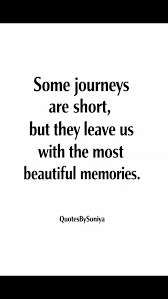 Some journeys
are short,
but they leave us
with the most
beautiful memories.
QuotesBySoniya